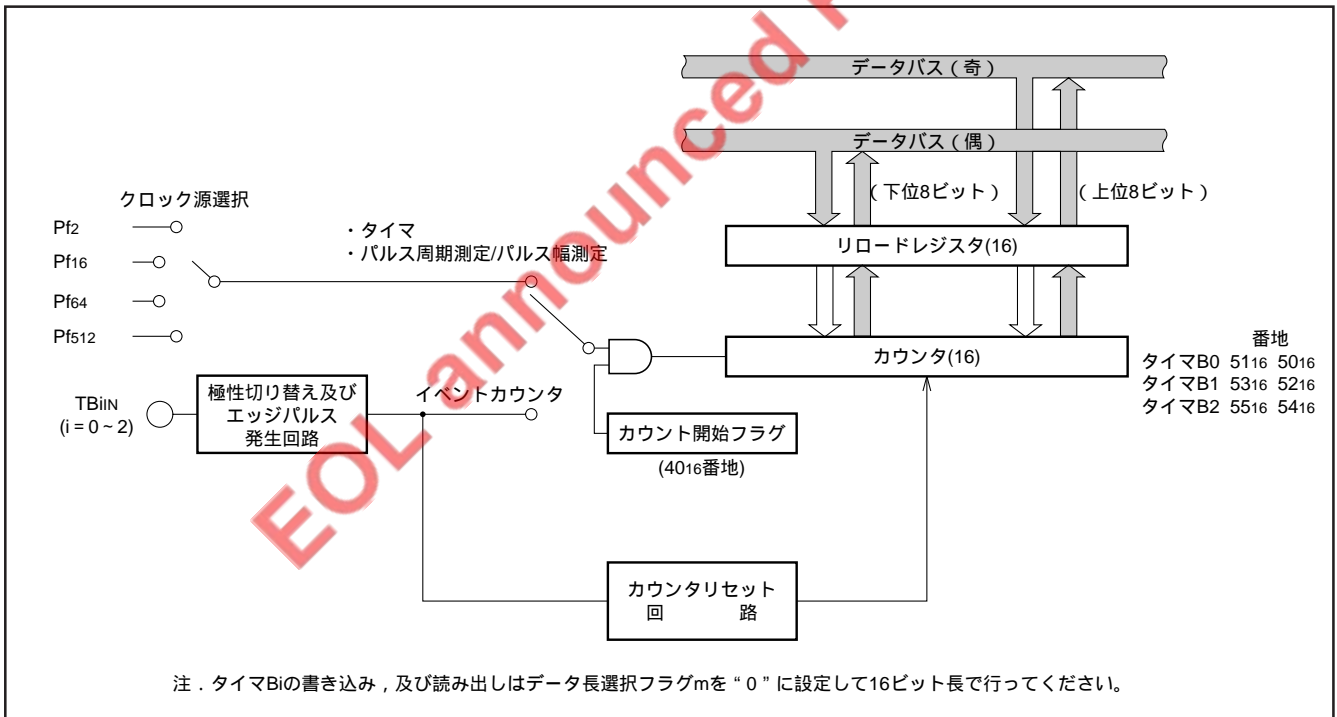 EOL announced
データバス ( 奇 )
データバス ( 偶 )
( 下位8ビット )
( 上位8ビット )
クロック源選択
Pf2
Pf16
Pf64
Pf512
・タイマ
・パルス周期測定/パルス幅測定
リロードレジスタ(16)
カウンタ(16)
番地
タイマB0 5116 5016
タイマB1 5316 5216
タイマB2 5516 5416
TBiIN
(i = 0 ~ 2)
極性切り替え及び
エッジパルス
発生回路
イベントカウンタ
カウント開始フラグ
(4016番地)
カウンタリセット
回 路
注 . タイマBiの書き込み , 及び読み出しはデータ長選択フラグmを “ 0 ” に設定して16ビット長で行ってください。